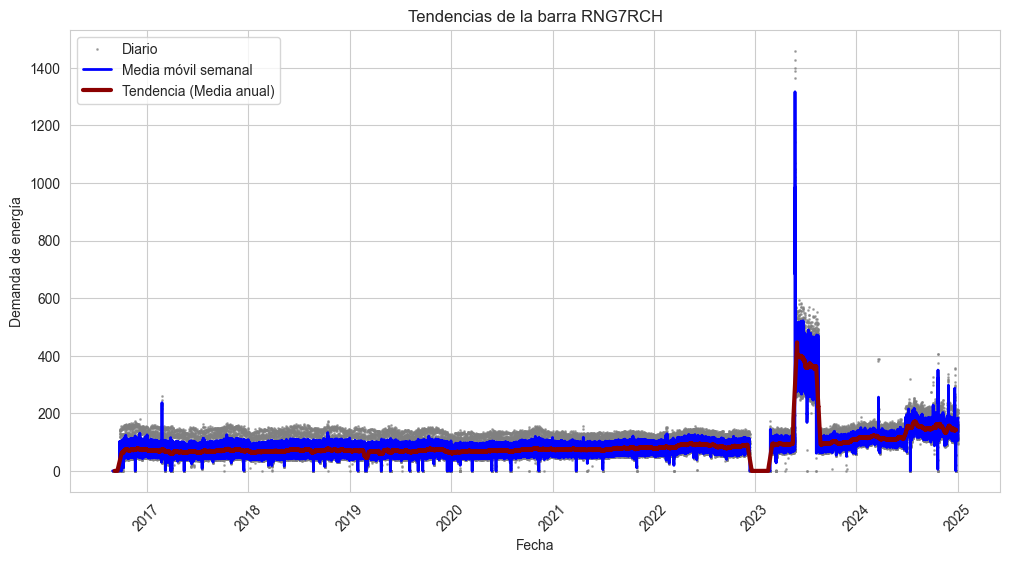 Tendencias de la barra RNG7RCH
Diario
Media móvil semanal
Tendencia (Media anual)
Demanda de energía
1400
1200
1000
800
600
400
200
0
2017
2018
2019
2020
2021
2022
2023
2024
2025
Fecha